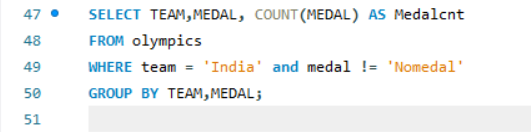 47 SELECT TEAM,MEDAL, COUNT(MEDAL) AS Medalcnt
48 FROM olympics
49 WHERE team = 'India' and medal != 'Nomedal'
50 GROUP BY TEAM,MEDAL;
51